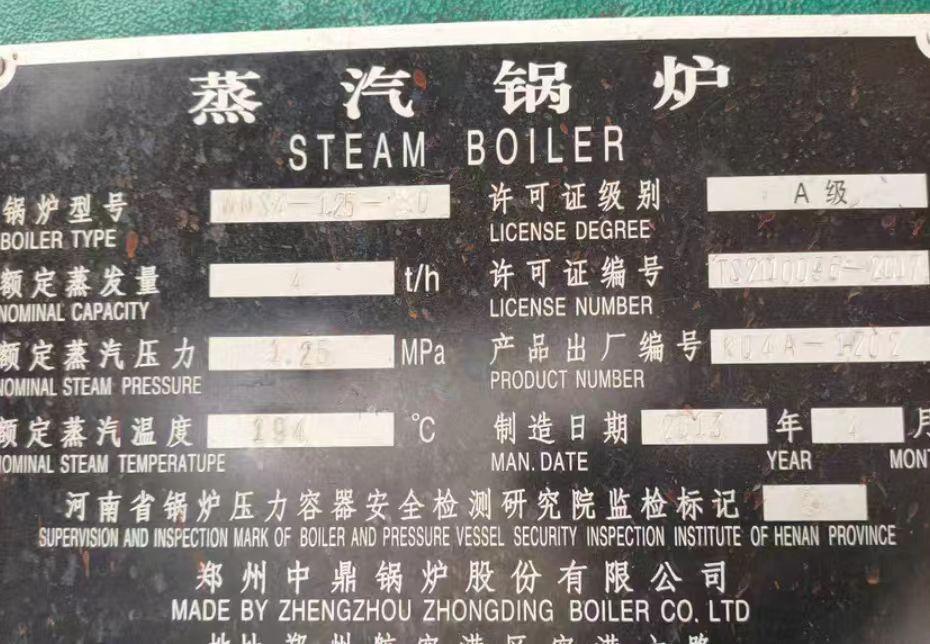 蒸汽锅炉
STEAM BOILER
锅炉型号
BOILER TYPE
许可证级别 A级
LICENSE DEGREE
额定蒸发量 4 t/h
NOMINAL CAPACITY
许可证编号
LICENSE NUMBER
额定蒸汽压力 1.25 MPa
NOMINAL STEAM PRESSURE
产品出厂编号
PRODUCT NUMBER
额定蒸汽温度 194 ℃
NOMINAL STEAM TEMPERATUPE
制造日期 2013 年 4 月
MAN. DATE YEAR MONT
河南省锅炉压力容器安全检测研究院监检标记
SUPERVISION AND INSPECTION MARK OF BOILER AND PRESSURE VESSEL SECURITY INSPECTION INSTITUTE OF HENAN PROVINCE
郑州中鼎锅炉股份有限公司
MADE BY ZHENGZHOU ZHONGDING BOILER CO. LTD